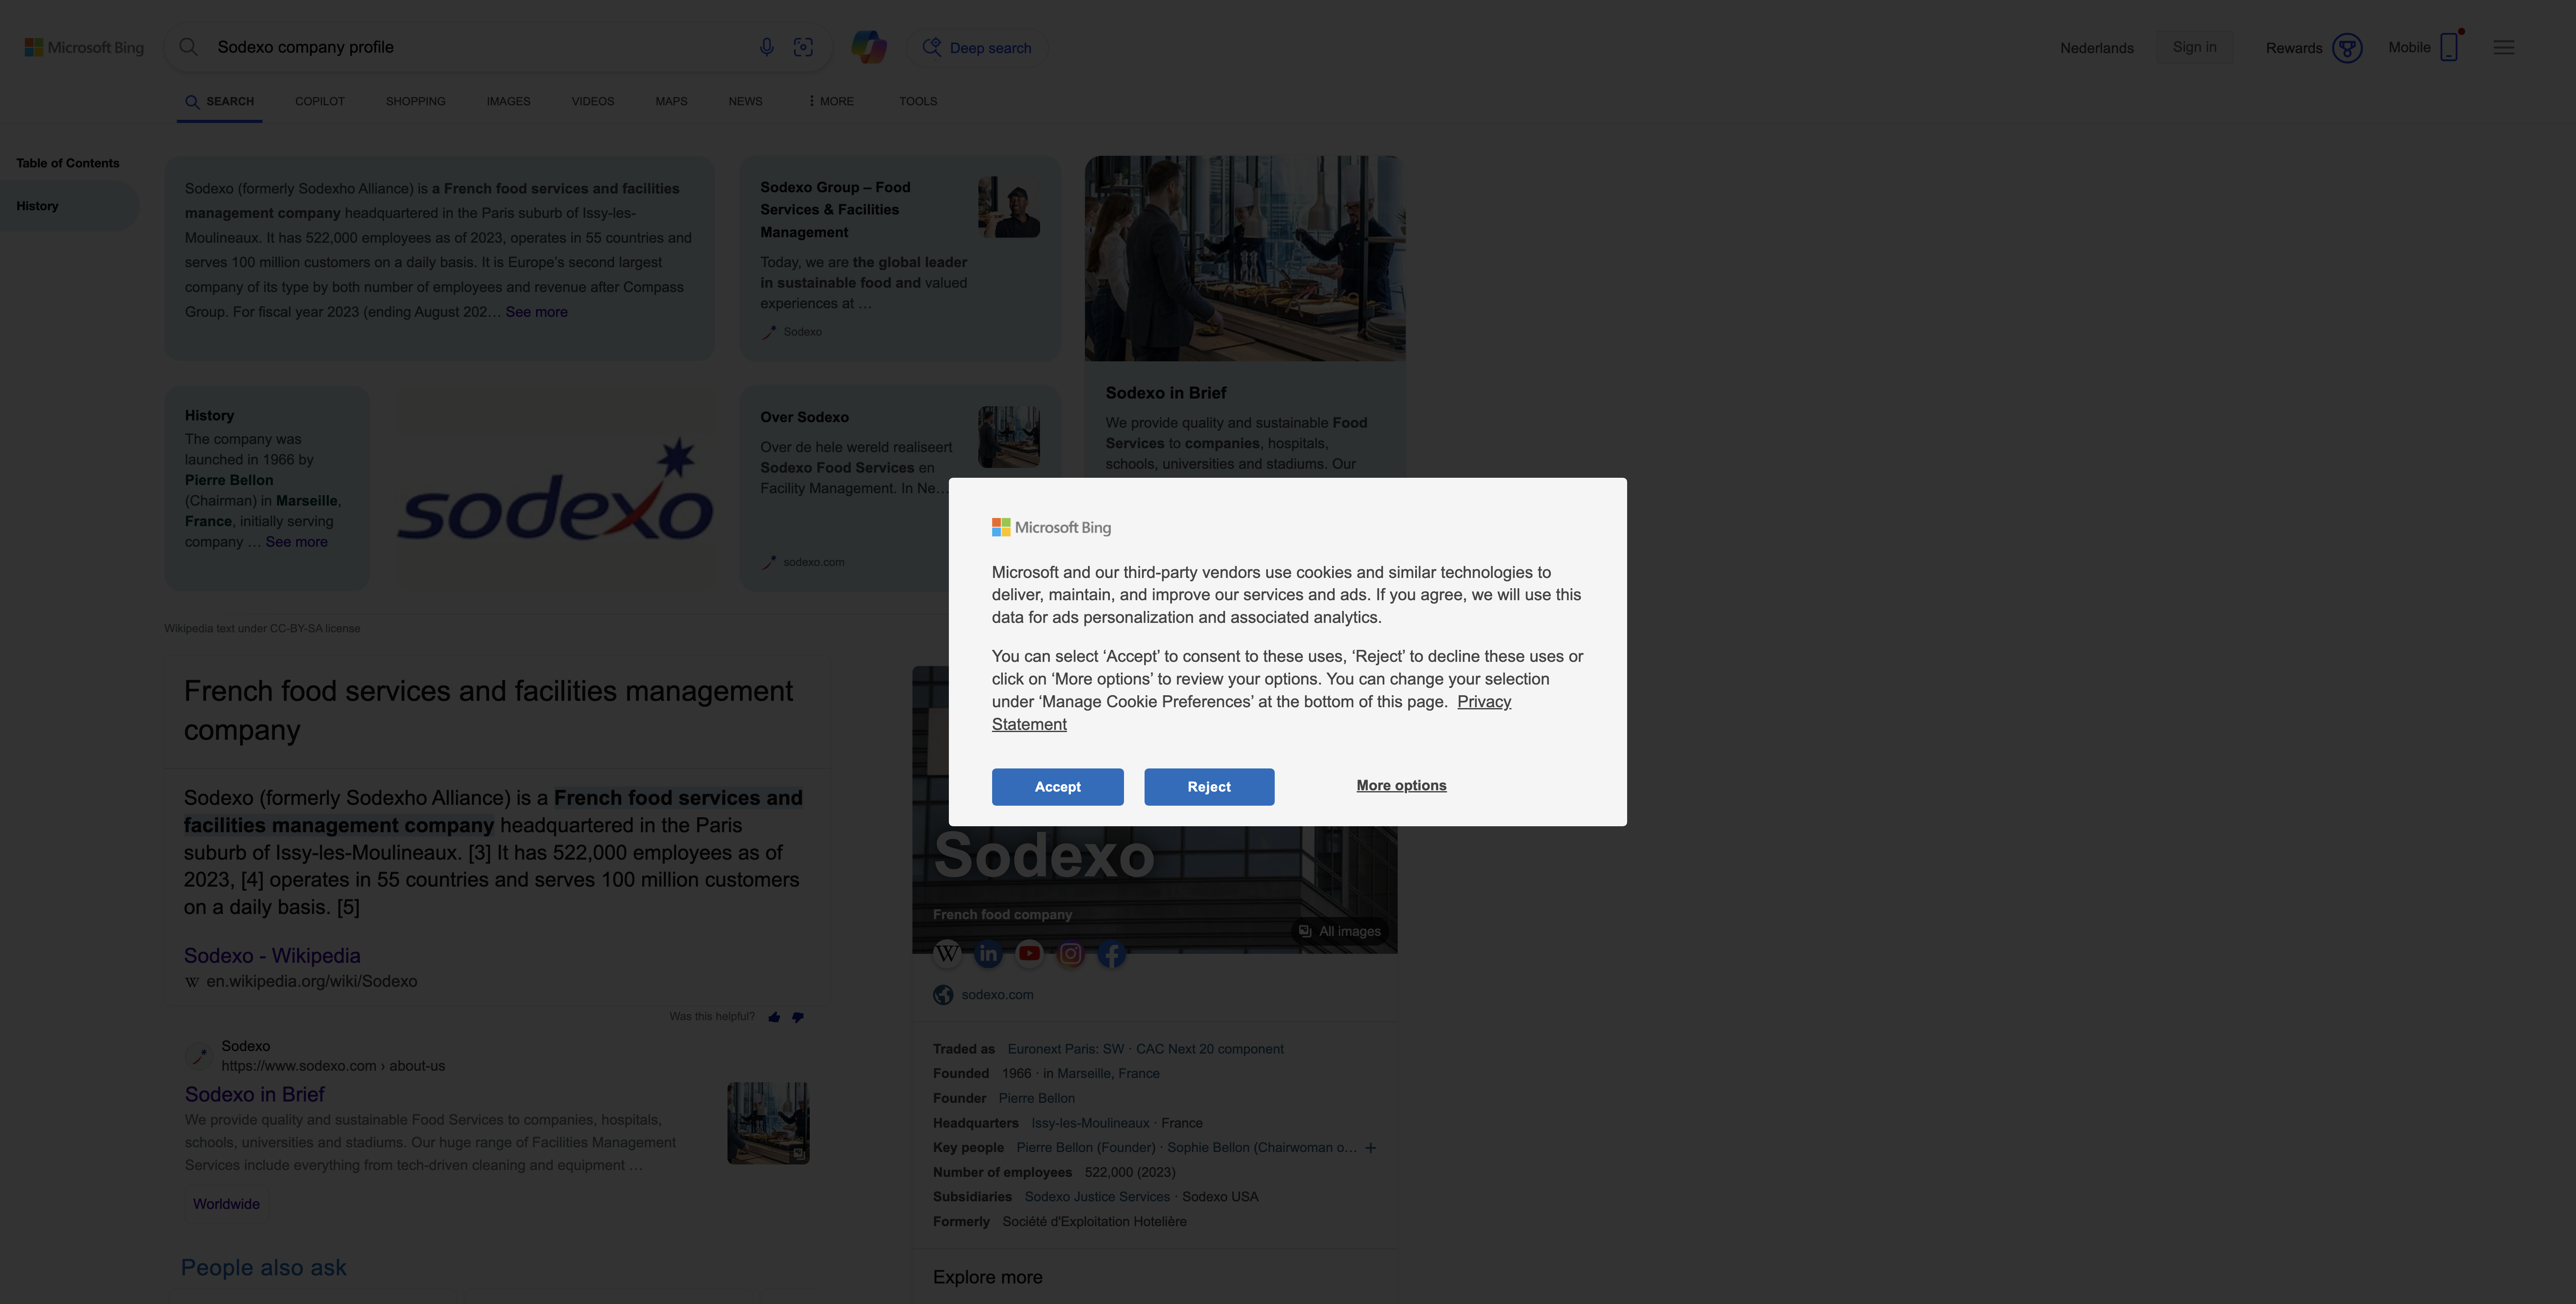 Microsoft Bing
Sodexo company profile
Deep search
Nederlands
Sign in
Rewards
Mobile
SEARCH
COPILOT
SHOPPING
IMAGES
VIDEOS
MAPS
NEWS
MORE
TOOLS
Table of Contents
History
Sodexo (formerly Sodexho Alliance) is a French food services and facilities
management company headquartered in the Paris suburb of Issy-les-
Moulineaux. It has 522,000 employees as of 2023, operates in 55 countries and
serves 100 million customers on a daily basis. It is Europe's second largest
company of its type by both number of employees and revenue after Compass
Group. For fiscal year 2023 (ending August 202… See more
Sodexo Group – Food
Services & Facilities
Management
Today, we are the global leader
in sustainable food and valued
experiences at …
Sodexo
Sodexo in Brief
We provide quality and sustainable Food
Services to companies, hospitals,
schools, universities and stadiums. Our
History
The company was
launched in 1966 by
Pierre Bellon
(Chairman) in Marseille,
France, initially serving
company … See more
sodexo
Over Sodexo
Over de hele wereld realiseert
Sodexo Food Services en
Facility Management. In Ne…
sodexo.com
Wikipedia text under CC-BY-SA license
Microsoft Bing
Microsoft and our third-party vendors use cookies and similar technologies to
deliver, maintain, and improve our services and ads. If you agree, we will use this
data for ads personalization and associated analytics.
You can select ‘Accept’ to consent to these uses, ‘Reject’ to decline these uses or
click on ‘More options’ to review your options. You can change your selection
under ‘Manage Cookie Preferences’ at the bottom of this page. Privacy
Statement
Accept
Reject
More options
French food services and facilities management
company
Sodexo (formerly Sodexho Alliance) is a French food services and
facilities management company headquartered in the Paris
suburb of Issy-les-Moulineaux. [3] It has 522,000 employees as of
2023, [4] operates in 55 countries and serves 100 million customers
on a daily basis. [5]
Sodexo - Wikipedia
W en.wikipedia.org/wiki/Sodexo
Was this helpful?
Sodexo
https://www.sodexo.com › about-us
Sodexo in Brief
We provide quality and sustainable Food Services to companies, hospitals,
schools, universities and stadiums. Our huge range of Facilities Management
Services include everything from tech-driven cleaning and equipment …
Worldwide
People also ask
Sodexo
French food company
All images
W
in
sodexo.com
Traded as Euronext Paris: SW · CAC Next 20 component
Founded 1966 · in Marseille, France
Founder Pierre Bellon
Headquarters Issy-les-Moulineaux · France
Key people Pierre Bellon (Founder) · Sophie Bellon (Chairwoman o… +
Number of employees 522,000 (2023)
Subsidiaries Sodexo Justice Services · Sodexo USA
Formerly Société d'Exploitation Hotelière
Explore more